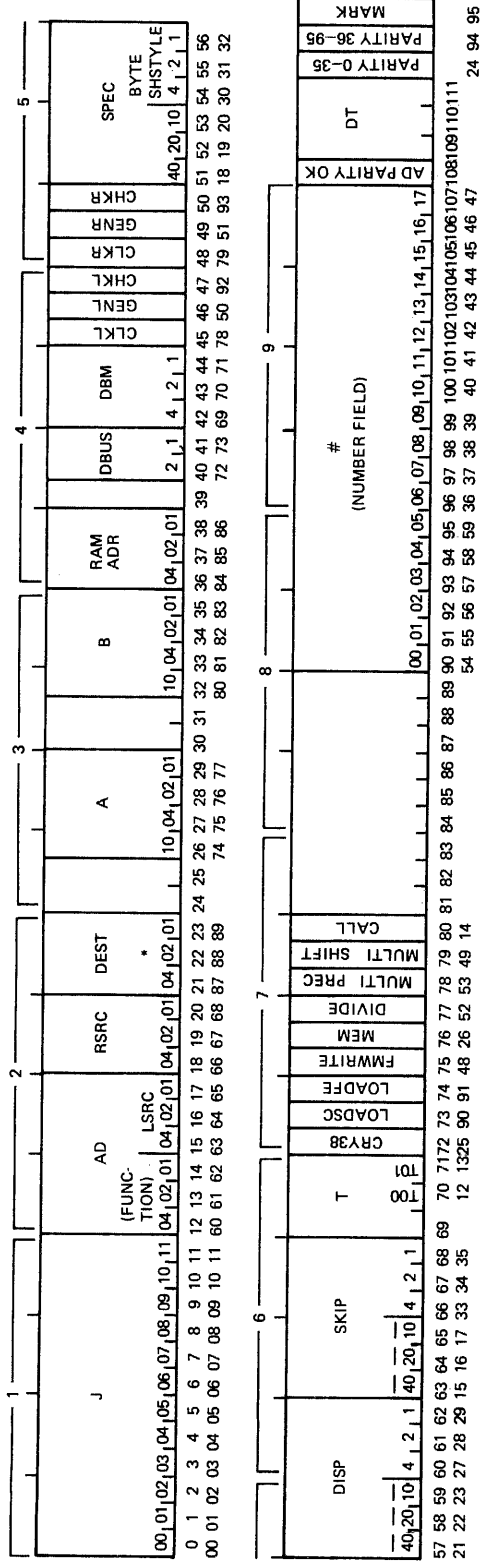 1 2 3 4 5
J AD (FUNC-TION) LSRC RSRC DEST * A B RAM ADR DBUS DBM CLKL GENL CHKL CLKR GENR CHKR SPEC BYTE SHSTYLE
00 01 02 03 04 05 06 07 08 09 10 11 04 02 01 04 02 01 04 02 01 04 02 01 10 04 02 01 10 04 02 01 04 02 01 2 1 4 2 1 40 20 10 4 2 1
0 1 2 3 4 5 6 7 8 9 10 11 12 13 14 15 16 17 18 19 20 21 22 23 24 25 26 27 28 29 30 31 32 33 34 35 36 37 38 39 40 41 42 43 44 45 46 47 48 49 50 51 52 53 54 55 56
00 01 02 03 04 05 06 07 08 09 10 11 60 61 62 63 64 65 66 67 68 87 88 89 74 75 76 77 80 81 82 83 84 85 86 72 73 69 70 71 78 50 92 79 51 93 18 19 20 30 31 32
6 7 8 9
DISP SKIP T T00 T01 CRY38 LOADSC LOADFE FMWRITE MEM DIVIDE MULTI PREC MULTI SHIFT CALL # (NUMBER FIELD) AD PARITY OK DT PARITY 0–35 PARITY 36–95 MARK
40 20 10 4 2 1 40 20 10 4 2 1 00 01 02 03 04 05 06 07 08 09 10 11 12 13 14 15 16 17
57 58 59 60 61 62 63 64 65 66 67 68 69 70 71 72 73 74 75 76 77 78 79 80 81 82 83 84 85 86 87 88 89 90 91 92 93 94 95 96 97 98 99 100 101 102 103 104 105 106 107 108 109 110 111
21 22 23 27 28 29 15 16 17 33 34 35 12 13 25 90 91 48 26 52 53 49 14 54 55 56 57 58 59 36 37 38 39 40 41 42 43 44 45 46 47 24 94 95